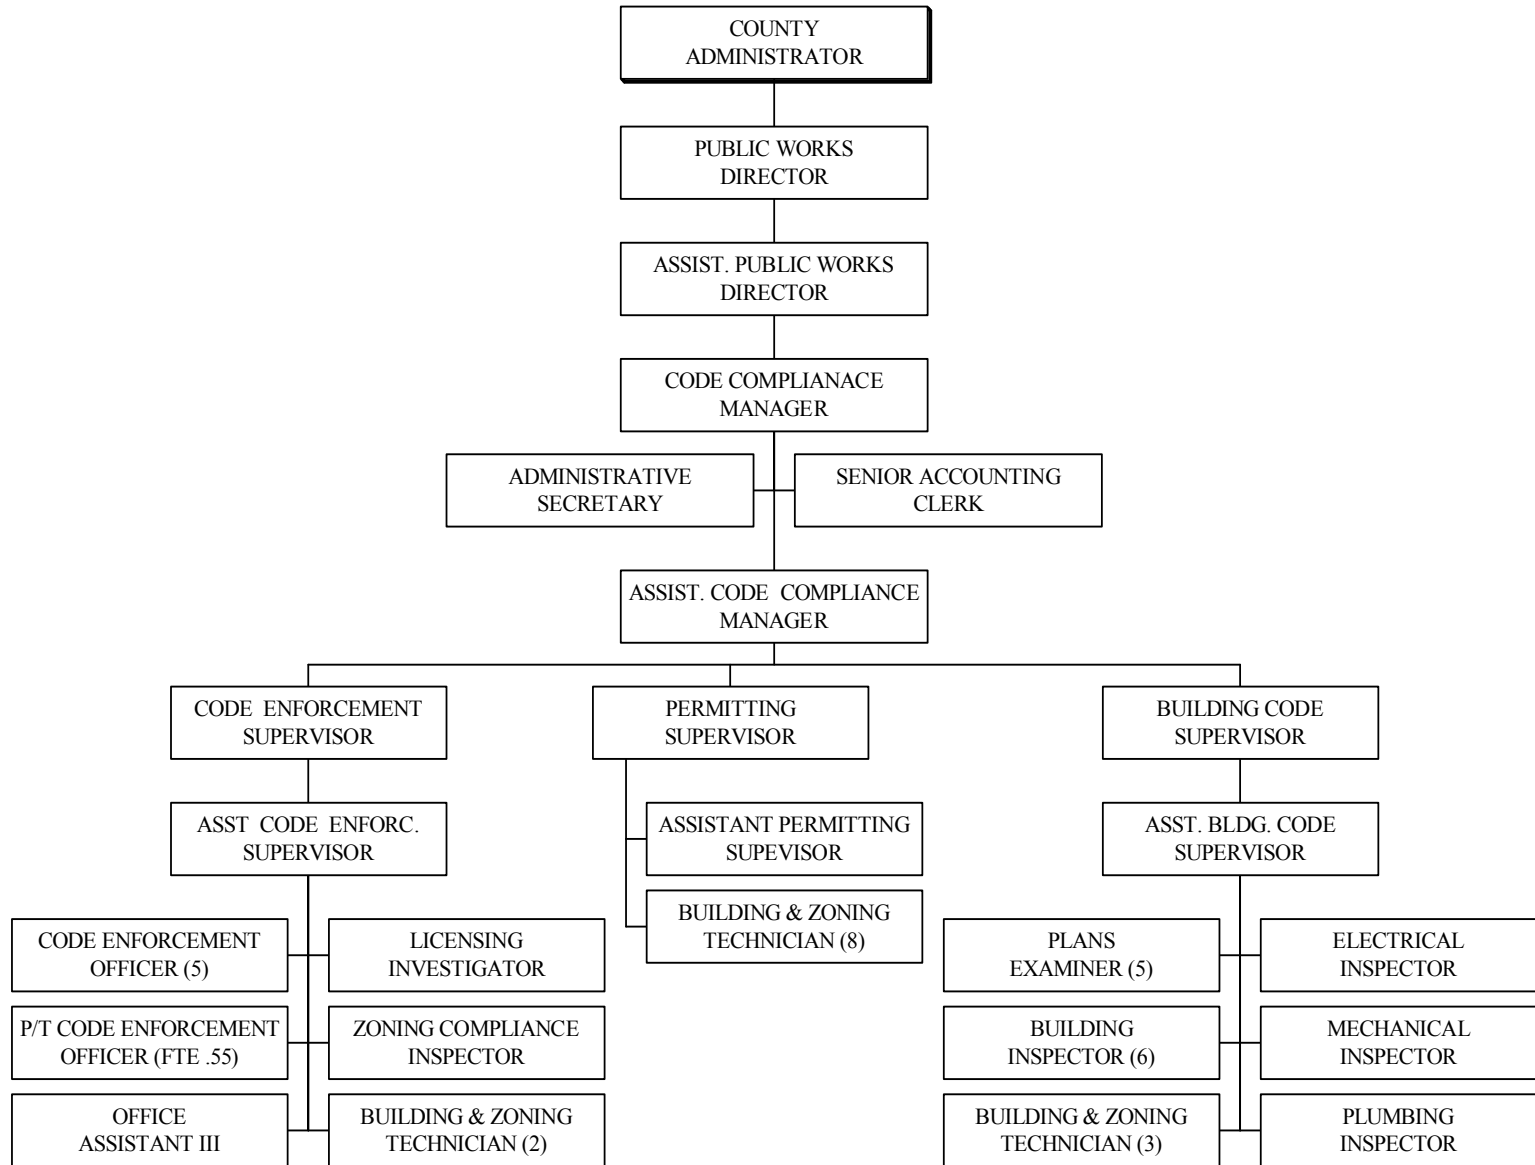 COUNTY
ADMINISTRATOR
PUBLIC WORKS
DIRECTOR
ASSIST. PUBLIC WORKS
DIRECTOR
CODE COMPLIANACE
MANAGER
ADMINISTRATIVE
SECRETARY
SENIOR ACCOUNTING
CLERK
ASSIST. CODE COMPLIANCE
MANAGER
CODE ENFORCEMENT
SUPERVISOR
PERMITTING
SUPERVISOR
BUILDING CODE
SUPERVISOR
ASST CODE ENFORC.
SUPERVISOR
ASSISTANT PERMITTING
SUPEVISOR
ASST. BLDG. CODE
SUPERVISOR
CODE ENFORCEMENT
OFFICER (5)
LICENSING
INVESTIGATOR
BUILDING & ZONING
TECHNICIAN (8)
PLANS
EXAMINER (5)
ELECTRICAL
INSPECTOR
P/T CODE ENFORCEMENT
OFFICER (FTE .55)
ZONING COMPLIANCE
INSPECTOR
BUILDING
INSPECTOR (6)
MECHANICAL
INSPECTOR
OFFICE
ASSISTANT III
BUILDING & ZONING
TECHNICIAN (2)
BUILDING & ZONING
TECHNICIAN (3)
PLUMBING
INSPECTOR